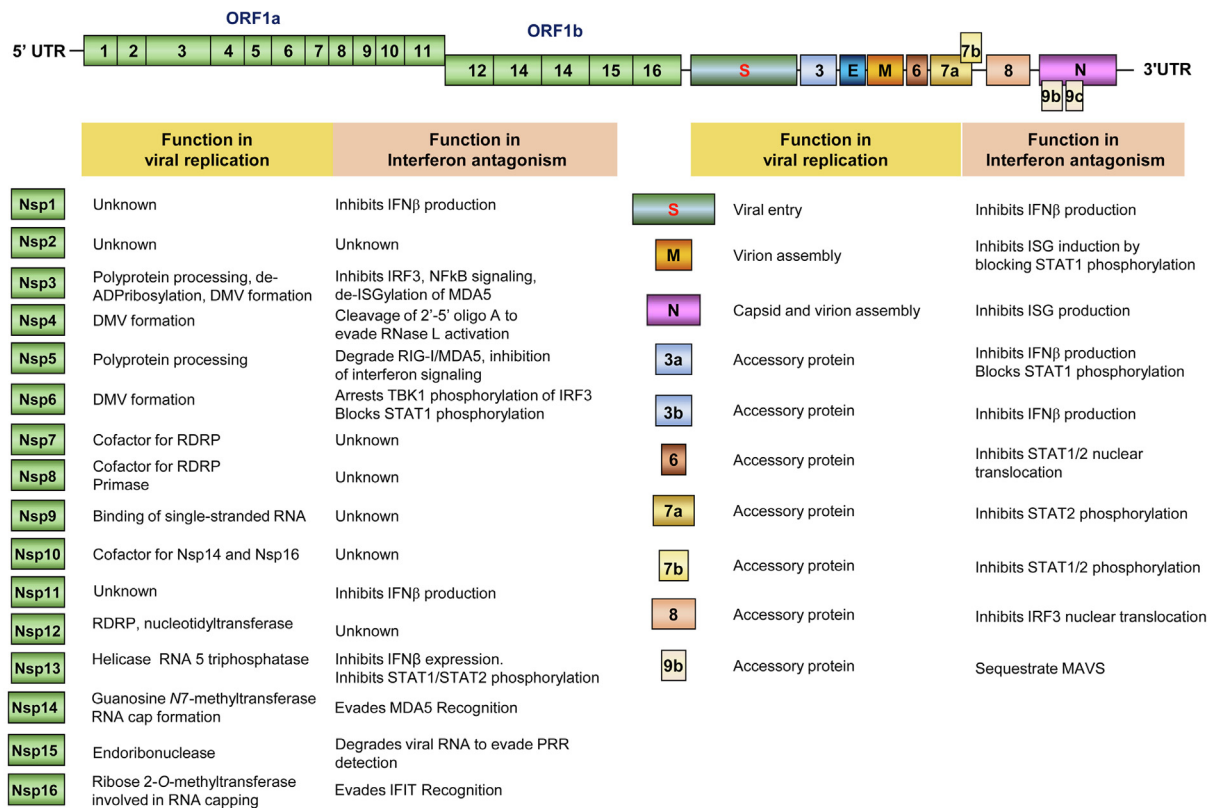 ORF1a
ORF1b
5’ UTR
1 2 3 4 5 6 7 8 9 10 11
12 14 14 15 16
S
3
E
M
6
7a
7b
8
N
9b
9c
3'UTR
Function in
viral replication
Function in
Interferon antagonism
Nsp1
Unknown
Inhibits IFNβ production
Nsp2
Unknown
Unknown
Nsp3
Polyprotein processing, de-
ADPribosylation, DMV formation
Inhibits IRF3, NFkB signaling,
de-ISGylation of MDA5
Nsp4
DMV formation
Cleavage of 2’-5’ oligo A to
evade RNase L activation
Nsp5
Polyprotein processing
Degrade RIG-I/MDA5, inhibition
of interferon signaling
Nsp6
DMV formation
Arrests TBK1 phosphorylation of IRF3
Blocks STAT1 phosphorylation
Nsp7
Cofactor for RDRP
Unknown
Nsp8
Cofactor for RDRP
Primase
Unknown
Nsp9
Binding of single-stranded RNA
Unknown
Nsp10
Cofactor for Nsp14 and Nsp16
Unknown
Nsp11
Unknown
Inhibits IFNβ production
Nsp12
RDRP, nucleotidyltransferase
Unknown
Nsp13
Helicase RNA 5 triphosphatase
Inhibits IFNβ expression.
Inhibits STAT1/STAT2 phosphorylation
Nsp14
Guanosine N7-methyltransferase
RNA cap formation
Evades MDA5 Recognition
Nsp15
Endoribonuclease
Degrades viral RNA to evade PRR
detection
Nsp16
Ribose 2-O-methyltransferase
involved in RNA capping
Evades IFIT Recognition
Function in
viral replication
Function in
Interferon antagonism
S
Viral entry
Inhibits IFNβ production
M
Virion assembly
Inhibits ISG induction by
blocking STAT1 phosphorylation
N
Capsid and virion assembly
Inhibits ISG production
3a
Accessory protein
Inhibits IFNβ production
Blocks STAT1 phosphorylation
3b
Accessory protein
Inhibits IFNβ production
6
Accessory protein
Inhibits STAT1/2 nuclear
translocation
7a
Accessory protein
Inhibits STAT2 phosphorylation
7b
Accessory protein
Inhibits STAT1/2 phosphorylation
8
Accessory protein
Inhibits IRF3 nuclear translocation
9b
Accessory protein
Sequestrate MAVS